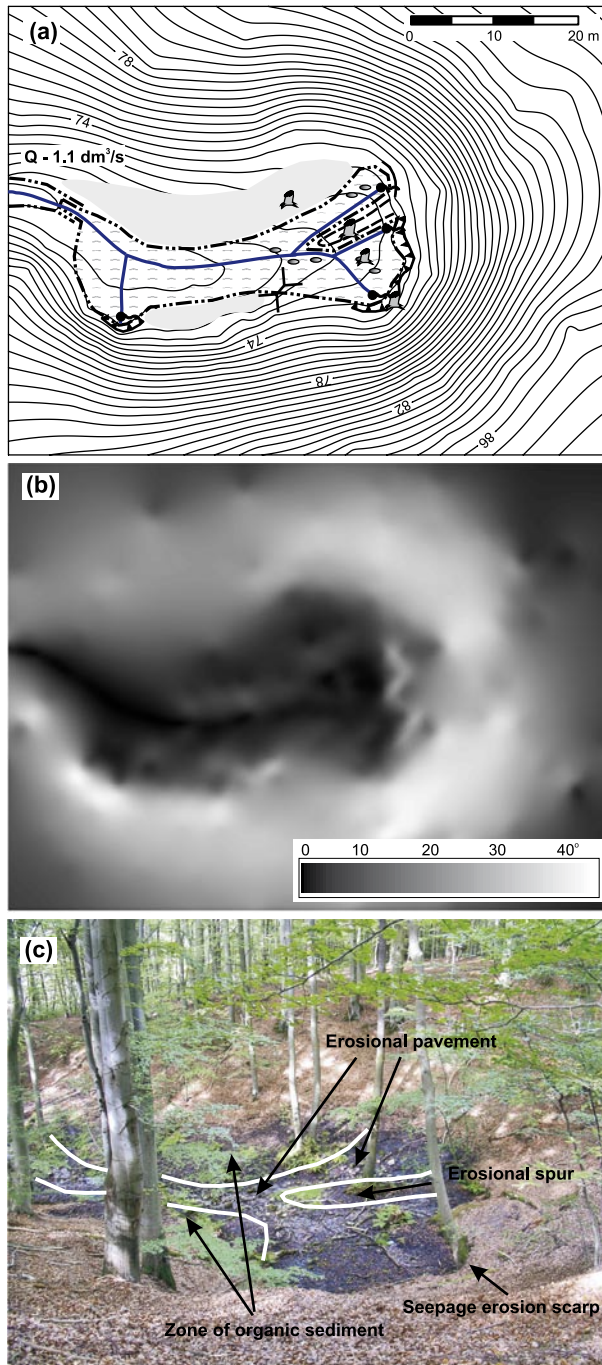 (a)
0 10 20 m
78
74
Q - 1.1 dm³/s
74
78
82
86
(b)
0 10 20 30 40°
(c)
Erosional pavement
Erosional spur
Seepage erosion scarp
Zone of organic sediment